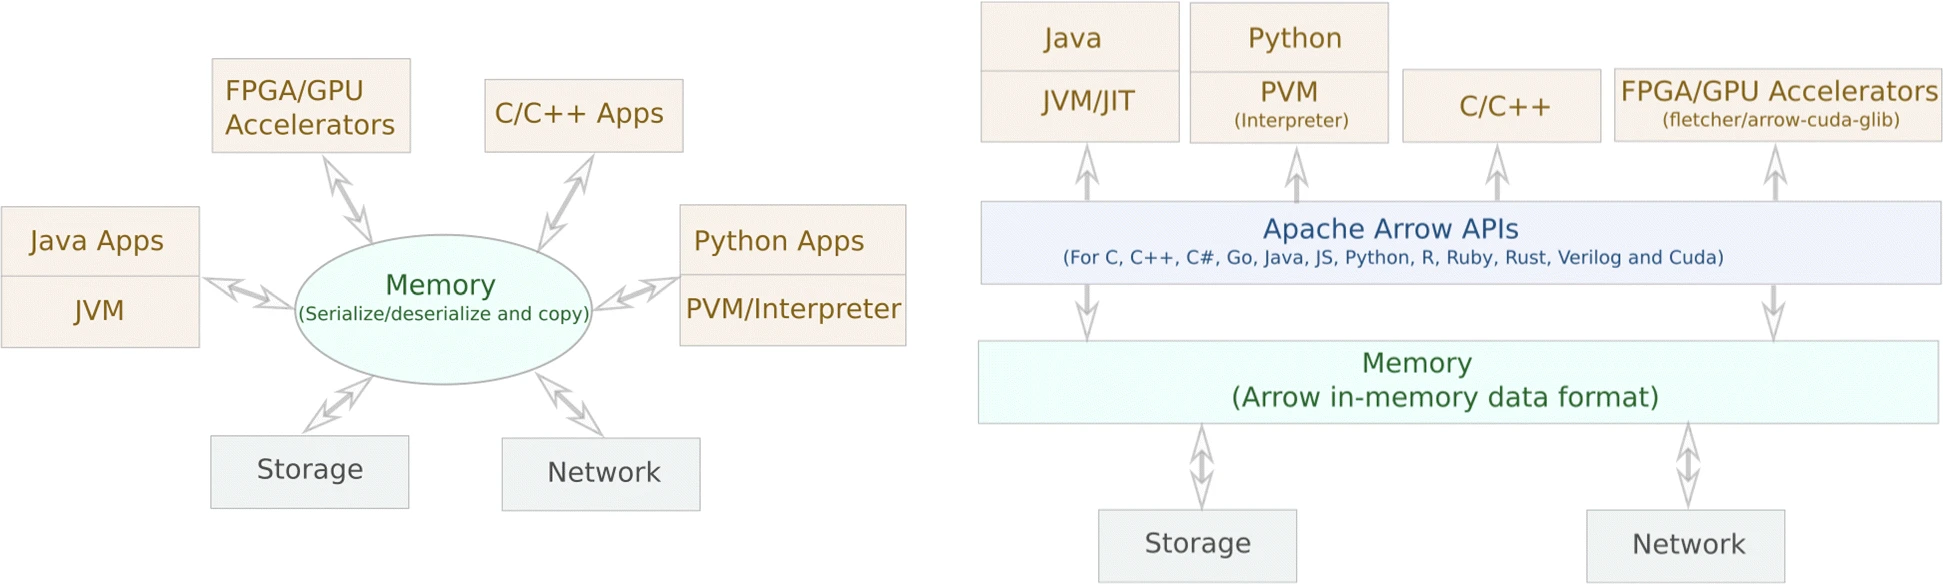 FPGA/GPU
Accelerators
C/C++ Apps
Java Apps
JVM
Memory
(Serialize/deserialize and copy)
Python Apps
PVM/Interpreter
Storage
Network
Java
JVM/JIT
Python
PVM
(Interpreter)
C/C++
FPGA/GPU Accelerators
(fletcher/arrow-cuda-glib)
Apache Arrow APIs
(For C, C++, C#, Go, Java, JS, Python, R, Ruby, Rust, Verilog and Cuda)
Memory
(Arrow in-memory data format)
Storage
Network